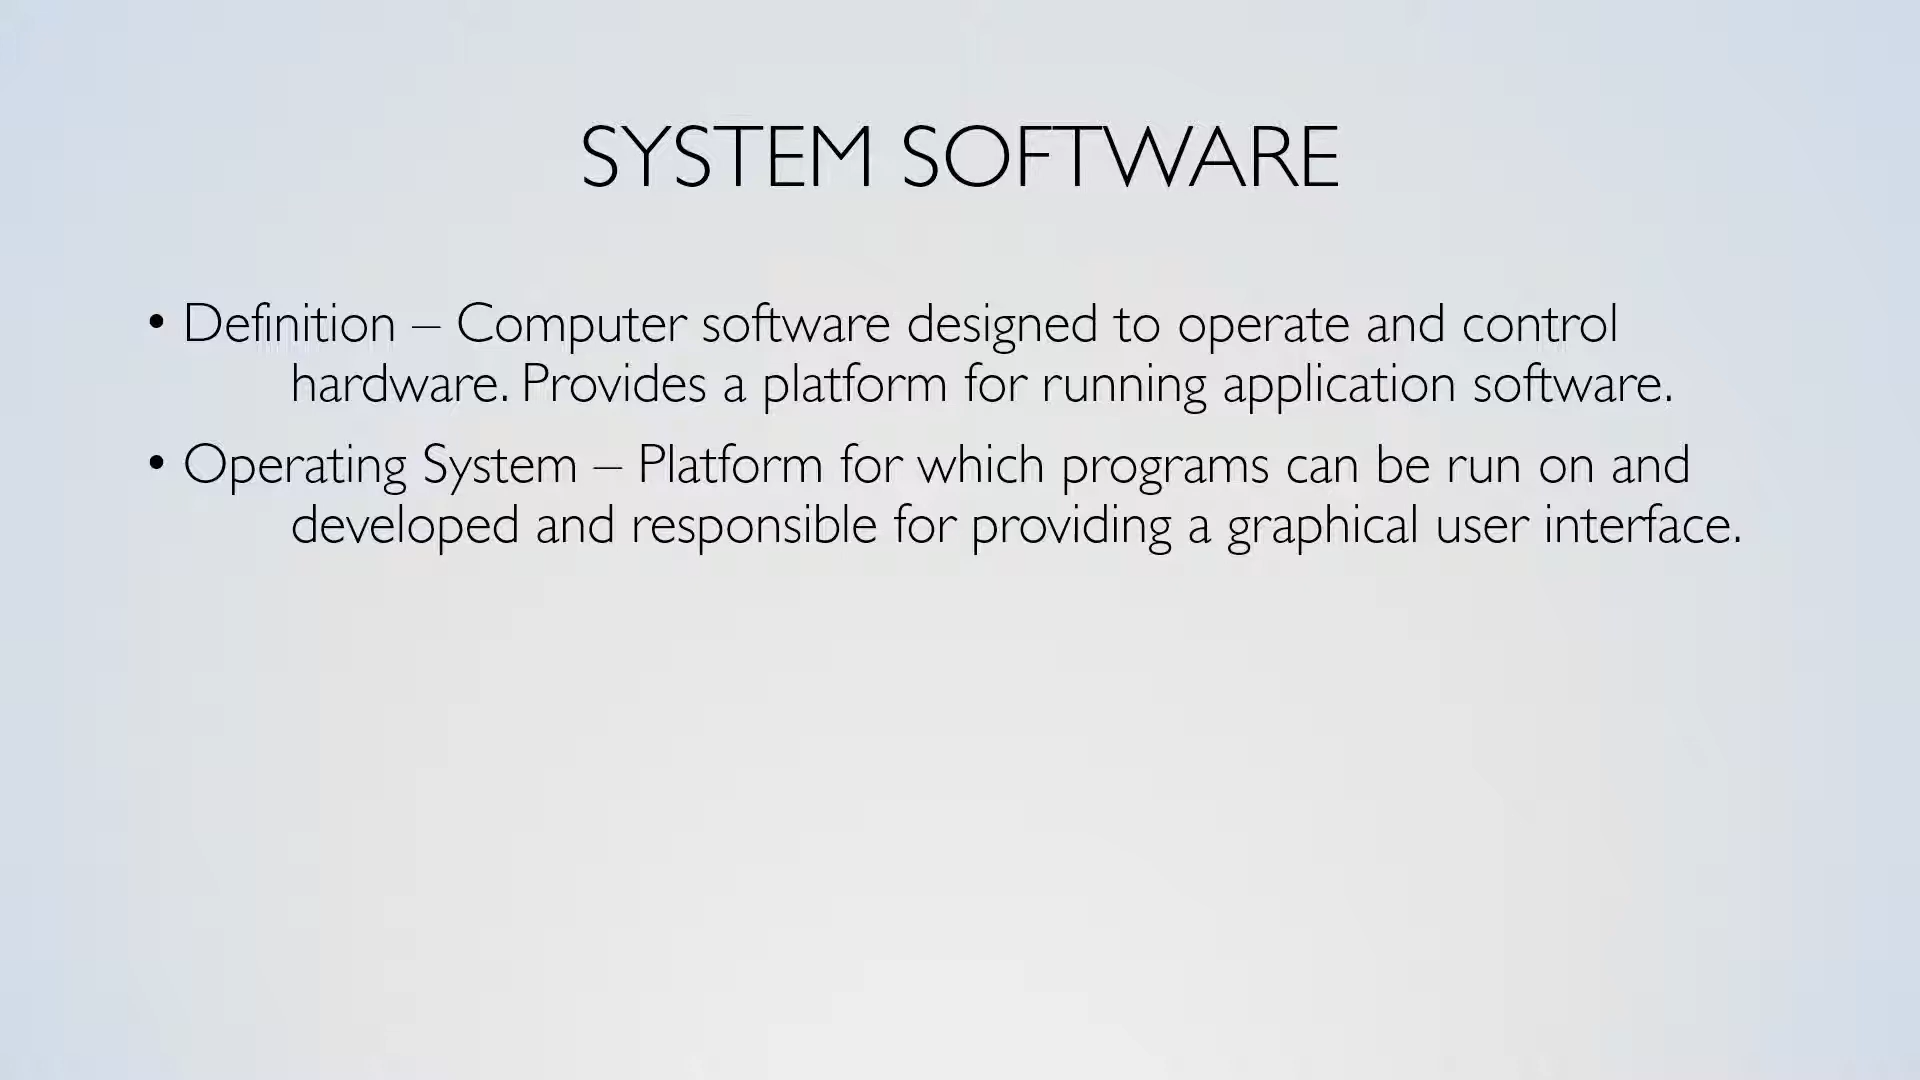 SYSTEM SOFTWARE
• Definition – Computer software designed to operate and control
hardware. Provides a platform for running application software.
• Operating System – Platform for which programs can be run on and
developed and responsible for providing a graphical user interface.